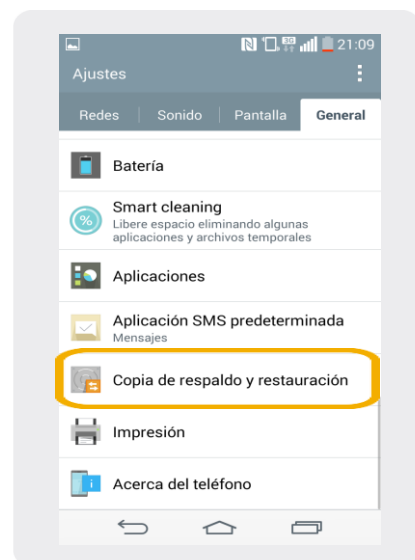 3G 21:09
Ajustes
Redes Sonido Pantalla General
Batería
Smart cleaning
Libere espacio eliminando algunas
aplicaciones y archivos temporales
Aplicaciones
Aplicación SMS predeterminada
Mensajes
Copia de respaldo y restauración
Impresión
Acerca del teléfono